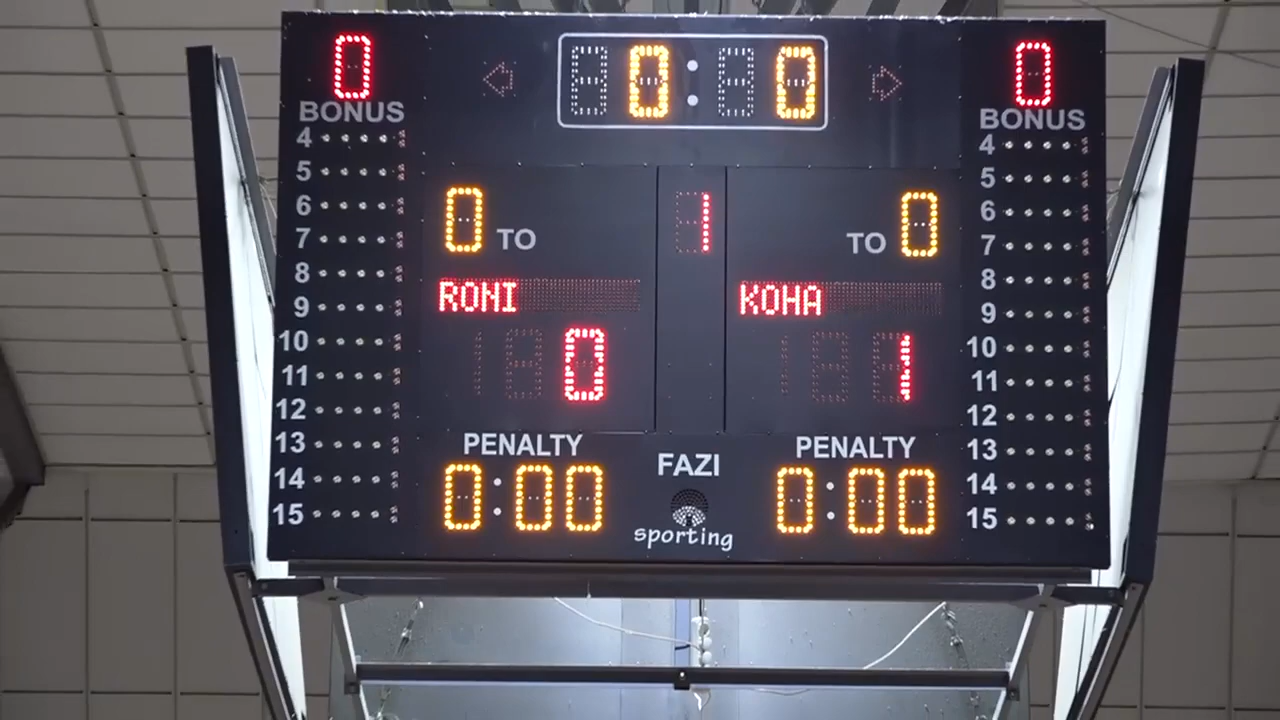 0 0:0 0
BONUS BONUS
4 4
5 5
6 0 TO 1 TO 0 6
7 7
8 8
9 RONI KOHA 9
10 0 1 10
11 11
12 12
13 PENALTY PENALTY 13
14 0:00 FAZI 0:00 14
15 sporting 15